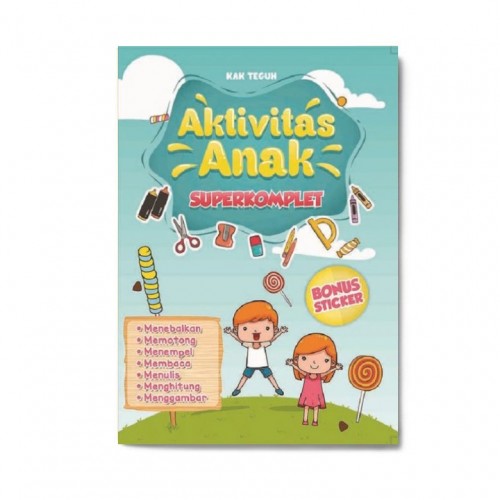 KAK TEGUH
Aktivitas
Anak
SUPERKOMPLET
BONUS
STICKER
Menebalkan
Memotong
Menempel
Membaca
Menulis
Menghitung
Menggambar